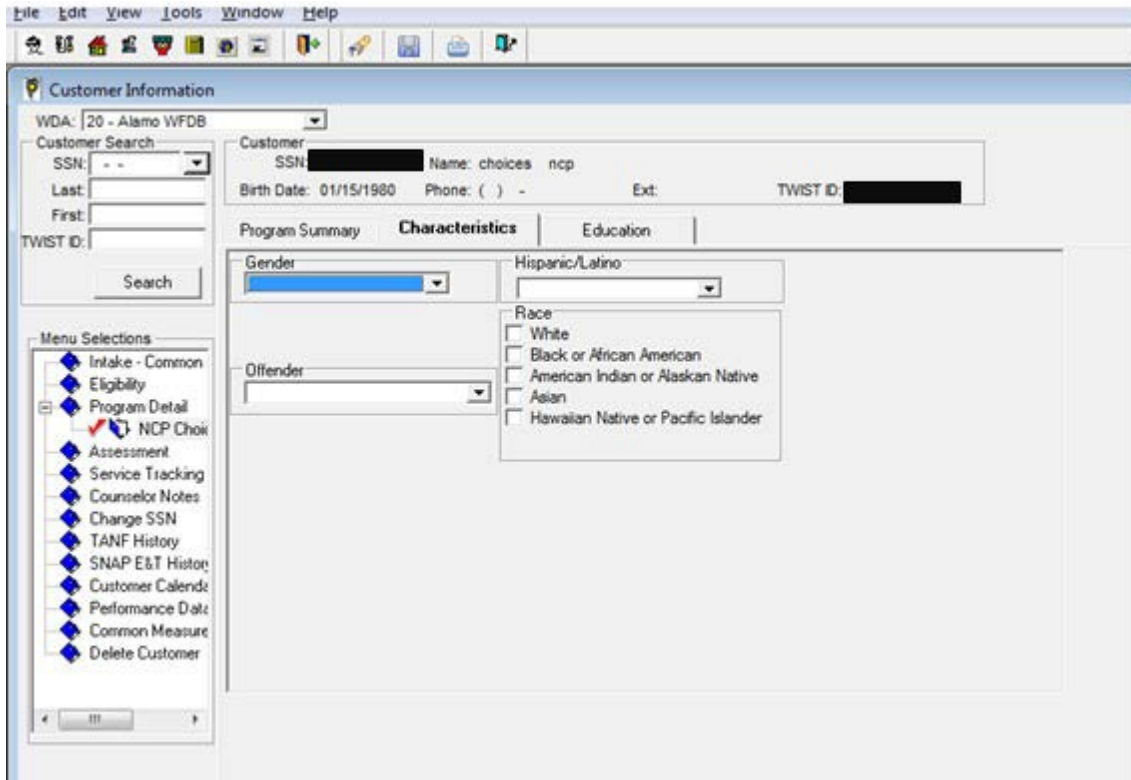 File Edit View Tools Window Help
Customer Information
WDA: 20 - Alamo WFDB
Customer Search
SSN: - -
Last:
First:
TWIST ID:
Search
Customer
SSN: Name: choices ncp
Birth Date: 01/15/1980 Phone: ( ) - Ext: TWIST ID:
Program Summary Characteristics Education
Gender
Hispanic/Latino
Offender
Race
White
Black or African American
American Indian or Alaskan Native
Asian
Hawaiian Native or Pacific Islander
Menu Selections
Intake - Common
Eligibility
Program Detail
NCP Choi
Assessment
Service Tracking
Counselor Notes
Change SSN
TANF History
SNAP E&T History
Customer Calenda
Performance Data
Common Measure
Delete Customer